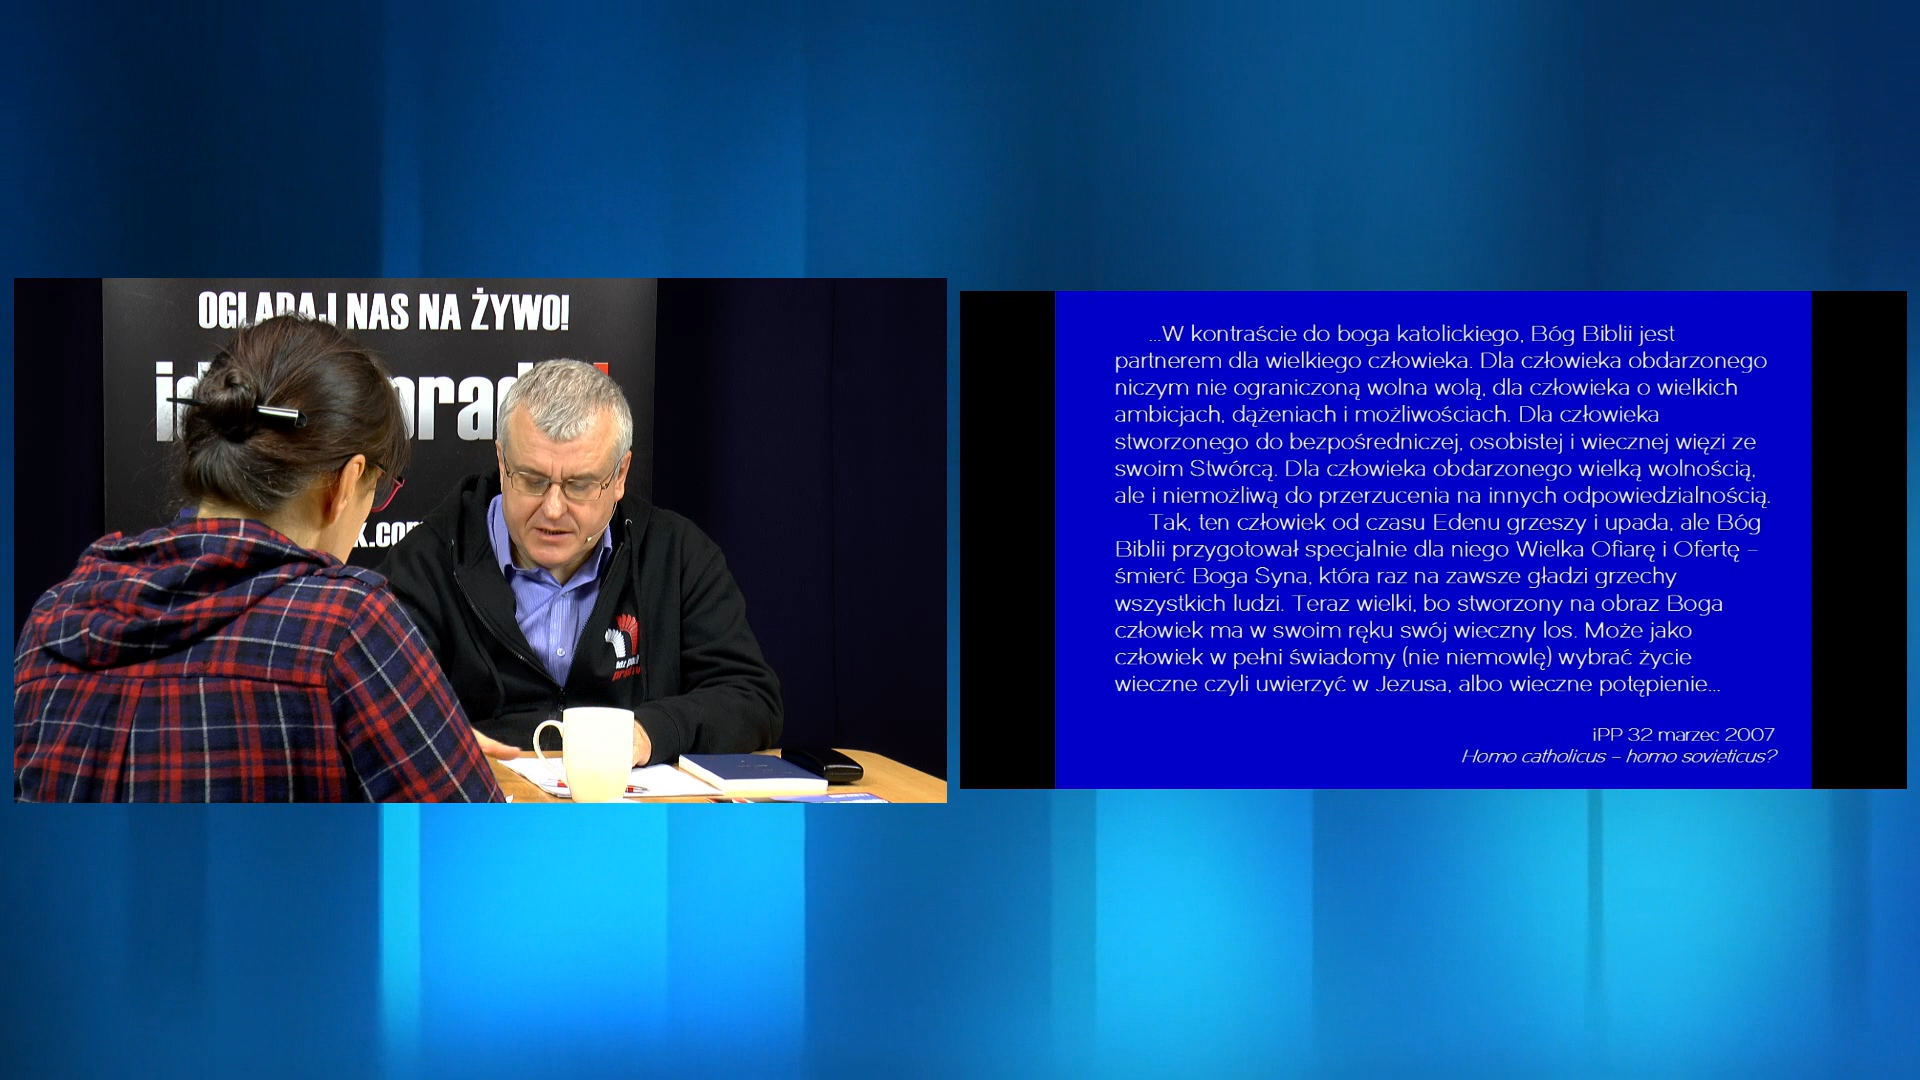 OGLĄDAJ NAS NA ŻYWO!
...W kontraście do boga katolickiego, Bóg Biblii jest
partnerem dla wielkiego człowieka. Dla człowieka obdarzonego
niczym nie ograniczoną wolna wolą, dla człowieka o wielkich
ambicjach, dążeniach i możliwościach. Dla człowieka
stworzonego do bezpośredniczej, osobistej i wiecznej więzi ze
swoim Stwórcą. Dla człowieka obdarzonego wielką wolnością,
ale i niemożliwą do przerzucenia na innych odpowiedzialnością.
Tak, ten człowiek od czasu Edenu grzeszy i upada, ale Bóg
Biblii przygotował specjalnie dla niego Wielka Ofiarę i Ofertę –
śmierć Boga Syna, która raz na zawsze gładzi grzechy
wszystkich ludzi. Teraz wielki, bo stworzony na obraz Boga
człowiek ma w swoim ręku swój wieczny los. Może jako
człowiek w pełni świadomy (nie niemowlę) wybrać życie
wieczne czyli uwierzyć w Jezusa, albo wieczne potępienie...
iPP 32 marzec 2007
Homo catholicus – homo sovieticus?